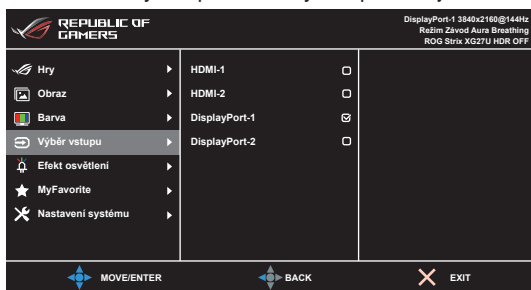 REPUBLIC OF
GAMERS
DisplayPort-1 3840x2160@144Hz
Režim Závod Aura Breathing
ROG Strix XG27U HDR OFF
Hry
Obraz
Barva
Výběr vstupu
Efekt osvětlení
MyFavorite
Nastavení systému
HDMI-1
HDMI-2
DisplayPort-1
DisplayPort-2
MOVE/ENTER
BACK
EXIT